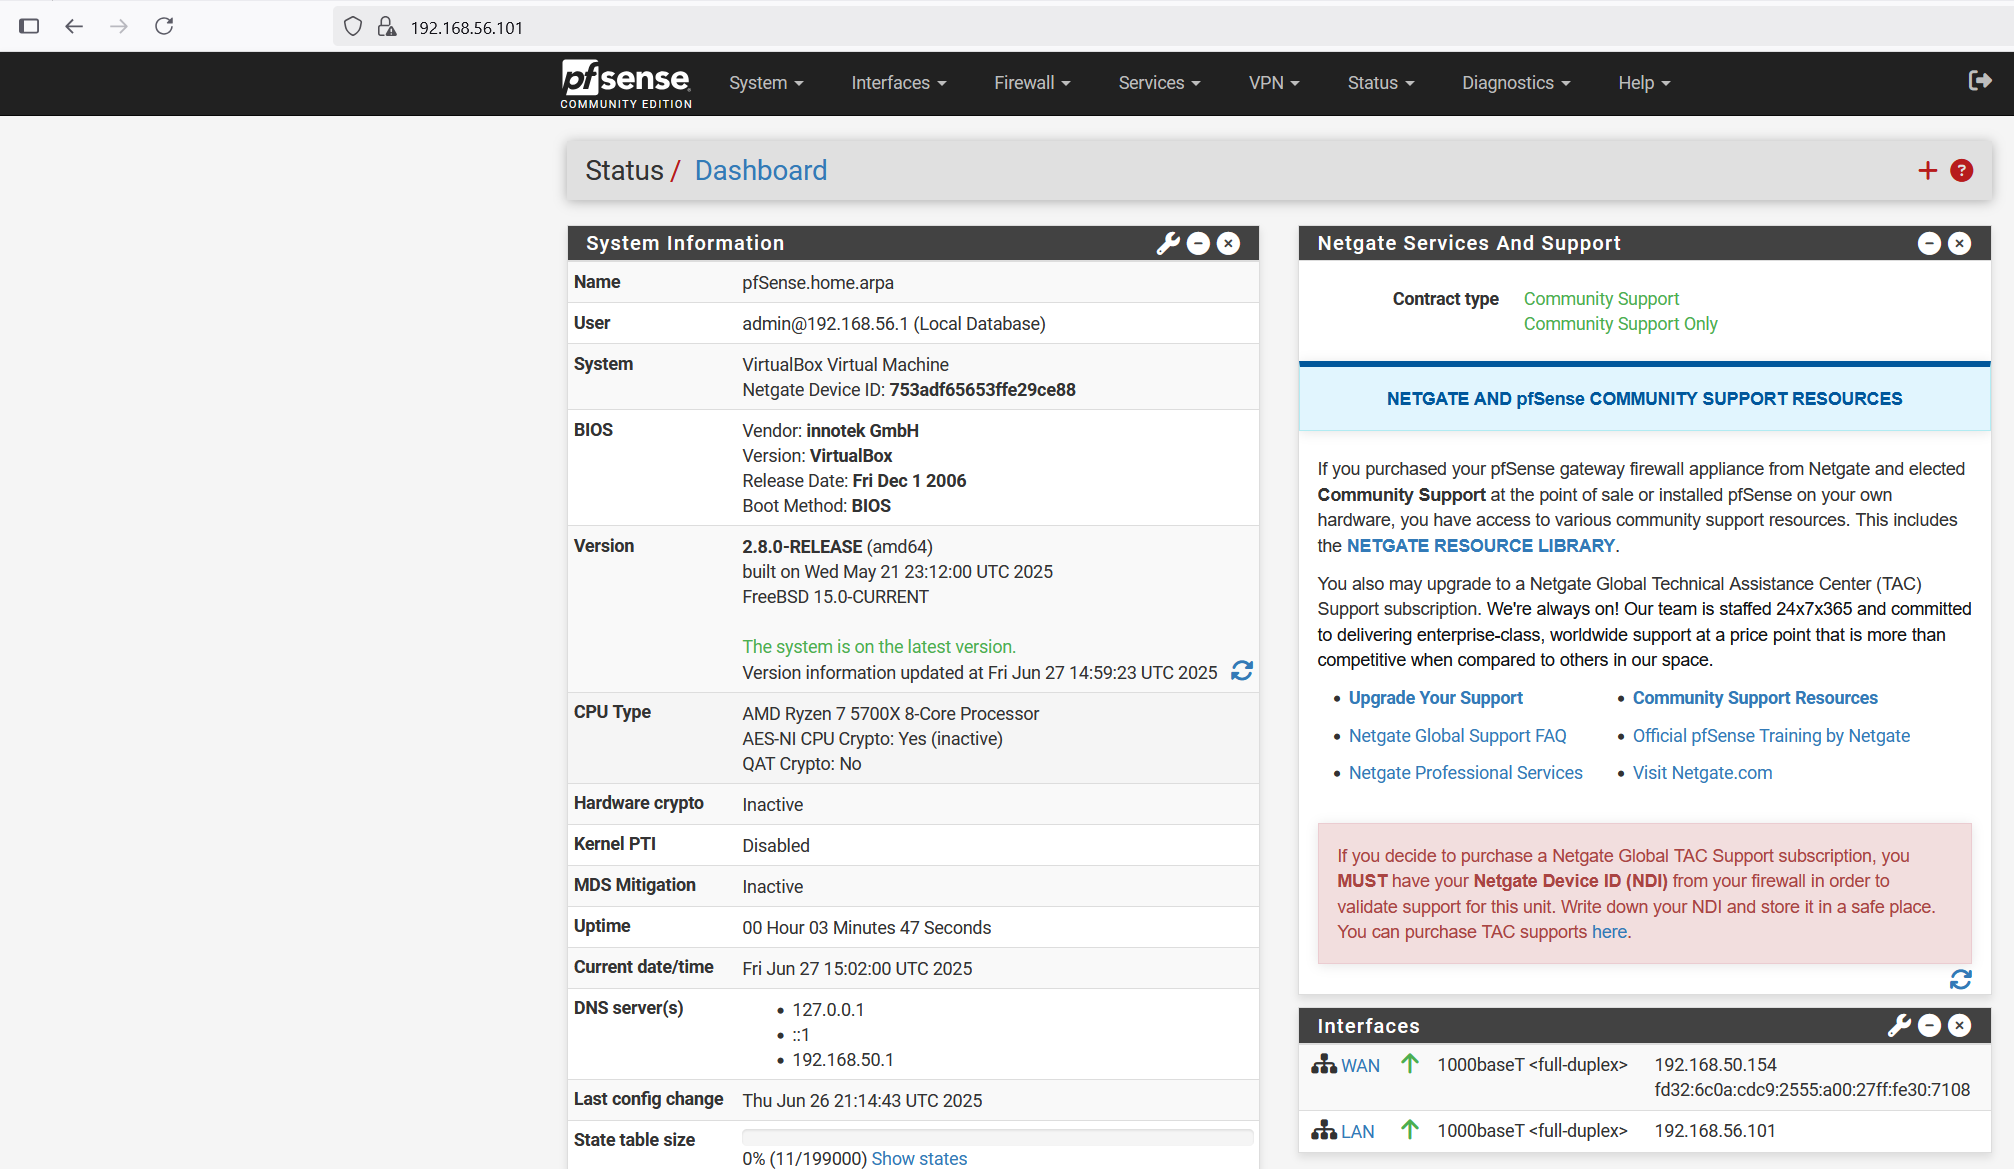 192.168.56.101
pfsense
COMMUNITY EDITION
System
Interfaces
Firewall
Services
VPN
Status
Diagnostics
Help
Status / Dashboard
System Information
Name pfSense.home.arpa
User admin@192.168.56.1 (Local Database)
System VirtualBox Virtual Machine
Netgate Device ID: 753adf65653ffe29ce88
BIOS Vendor: innotek GmbH
Version: VirtualBox
Release Date: Fri Dec 1 2006
Boot Method: BIOS
Version 2.8.0-RELEASE (amd64)
built on Wed May 21 23:12:00 UTC 2025
FreeBSD 15.0-CURRENT
The system is on the latest version.
Version information updated at Fri Jun 27 14:59:23 UTC 2025
CPU Type AMD Ryzen 7 5700X 8-Core Processor
AES-NI CPU Crypto: Yes (inactive)
QAT Crypto: No
Hardware crypto Inactive
Kernel PTI Disabled
MDS Mitigation Inactive
Uptime 00 Hour 03 Minutes 47 Seconds
Current date/time Fri Jun 27 15:02:00 UTC 2025
DNS server(s) • 127.0.0.1
• ::1
• 192.168.50.1
Last config change Thu Jun 26 21:14:43 UTC 2025
State table size
0% (11/199000) Show states
Netgate Services And Support
Contract type Community Support
Community Support Only
NETGATE AND pfSense COMMUNITY SUPPORT RESOURCES
If you purchased your pfSense gateway firewall appliance from Netgate and elected
Community Support at the point of sale or installed pfSense on your own
hardware, you have access to various community support resources. This includes
the NETGATE RESOURCE LIBRARY.
You also may upgrade to a Netgate Global Technical Assistance Center (TAC)
Support subscription. We're always on! Our team is staffed 24x7x365 and committed
to delivering enterprise-class, worldwide support at a price point that is more than
competitive when compared to others in our space.
• Upgrade Your Support
• Community Support Resources
• Netgate Global Support FAQ
• Official pfSense Training by Netgate
• Netgate Professional Services
• Visit Netgate.com
If you decide to purchase a Netgate Global TAC Support subscription, you
MUST have your Netgate Device ID (NDI) from your firewall in order to
validate support for this unit. Write down your NDI and store it in a safe place.
You can purchase TAC supports here.
Interfaces
WAN 1000baseT <full-duplex> 192.168.50.154
fd32:6c0a:cdc9:2555:a00:27ff:fe30:7108
LAN 1000baseT <full-duplex> 192.168.56.101